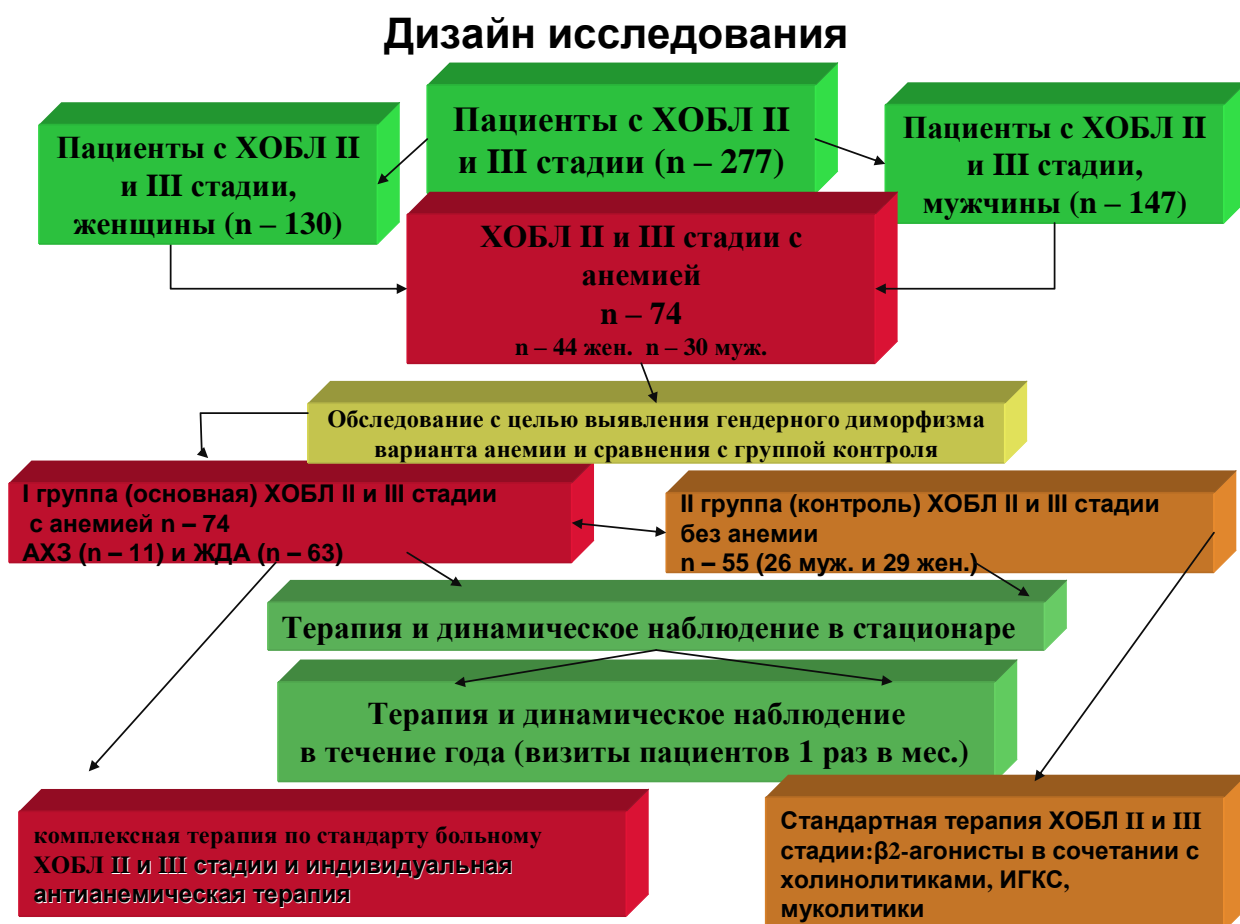 Дизайн исследования
Пациенты с ХОБЛ II
и III стадии (n – 277)
Пациенты с ХОБЛ II
и III стадии,
женщины (n – 130)
Пациенты с ХОБЛ II
и III стадии,
мужчины (n – 147)
ХОБЛ II и III стадии с
анемией
n – 74
n – 44 жен. n – 30 муж.
Обследование с целью выявления гендерного диморфизма
варианта анемии и сравнения с группой контроля
I группа (основная) ХОБЛ II и III стадии
с анемией n – 74
АХЗ (n – 11) и ЖДА (n – 63)
II группа (контроль) ХОБЛ II и III стадии
без анемии
n – 55 (26 муж. и 29 жен.)
Терапия и динамическое наблюдение в стационаре
Терапия и динамическое наблюдение
в течение года (визиты пациентов 1 раз в мес.)
комплексная терапия по стандарту больному
ХОБЛ II и III стадии и индивидуальная
антианемическая терапия
Стандартная терапия ХОБЛ II и III
стадии:β2-агонисты в сочетании с
холинолитиками, ИГКС,
муколитики